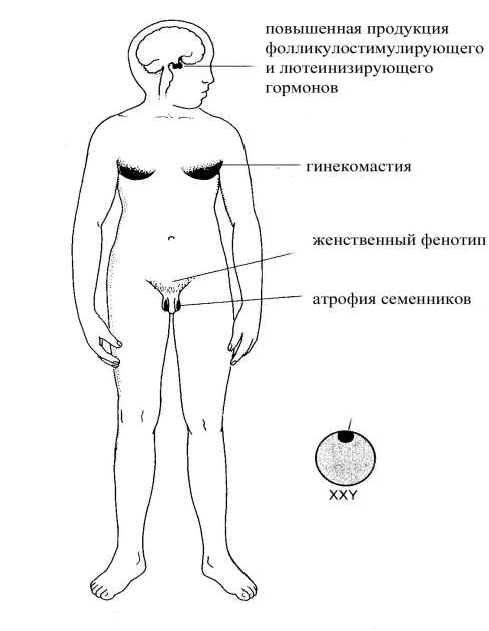 повышенная продукция
фолликулостимулирующего
и лютеинизирующего
гормонов
гинекомастия
женственный фенотип
атрофия семенников
XXY